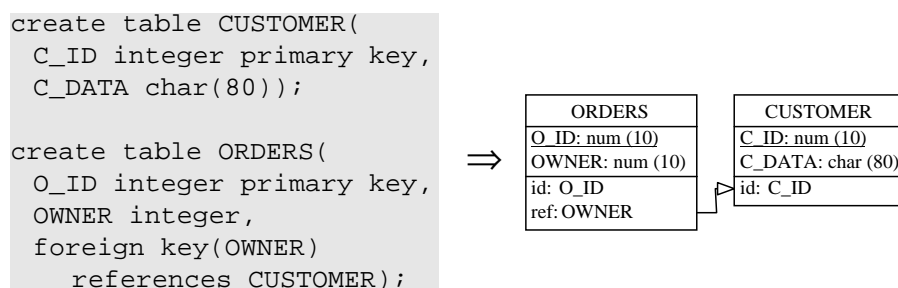 create table CUSTOMER(
C_ID integer primary key,
C_DATA char(80));
create table ORDERS(
O_ID integer primary key,
OWNER integer,
foreign key(OWNER)
references CUSTOMER);
⇒
ORDERS
O_ID: num (10)
OWNER: num (10)
id: O_ID
ref: OWNER
CUSTOMER
C_ID: num (10)
C_DATA: char (80)
id: C_ID